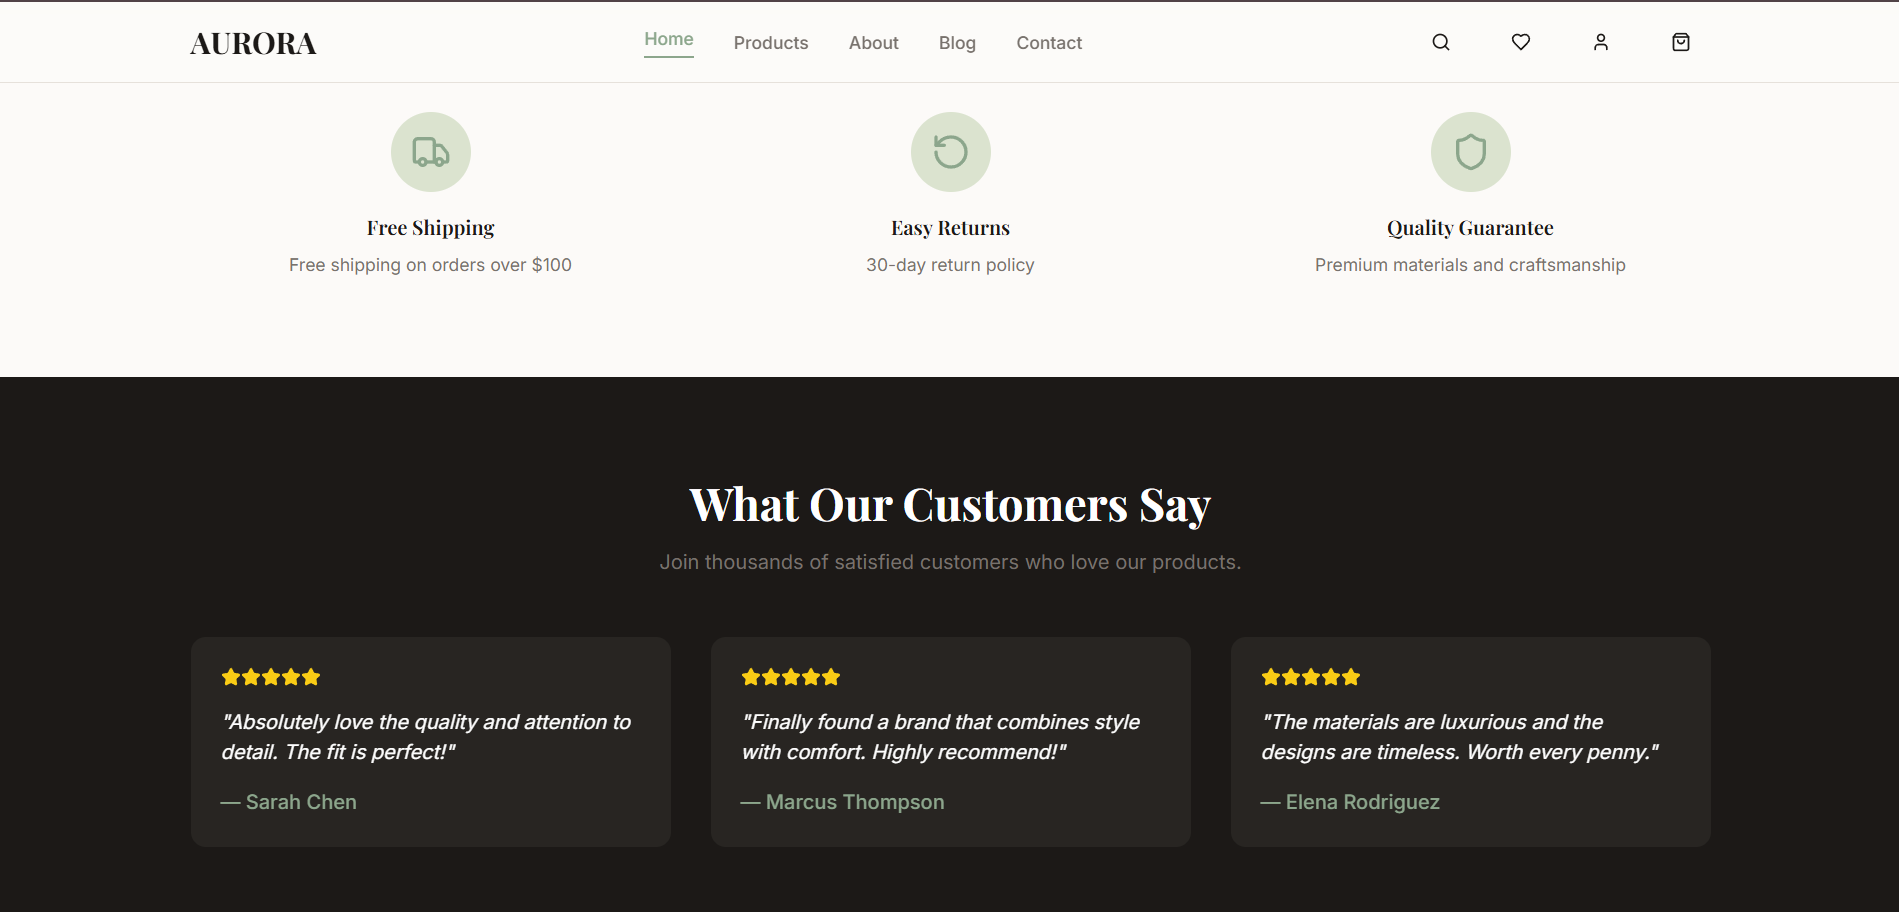 AURORA
Home
Products
About
Blog
Contact
Free Shipping
Free shipping on orders over $100
Easy Returns
30-day return policy
Quality Guarantee
Premium materials and craftsmanship
What Our Customers Say
Join thousands of satisfied customers who love our products.
"Absolutely love the quality and attention to
detail. The fit is perfect!"
— Sarah Chen
"Finally found a brand that combines style
with comfort. Highly recommend!"
— Marcus Thompson
"The materials are luxurious and the
designs are timeless. Worth every penny."
— Elena Rodriguez